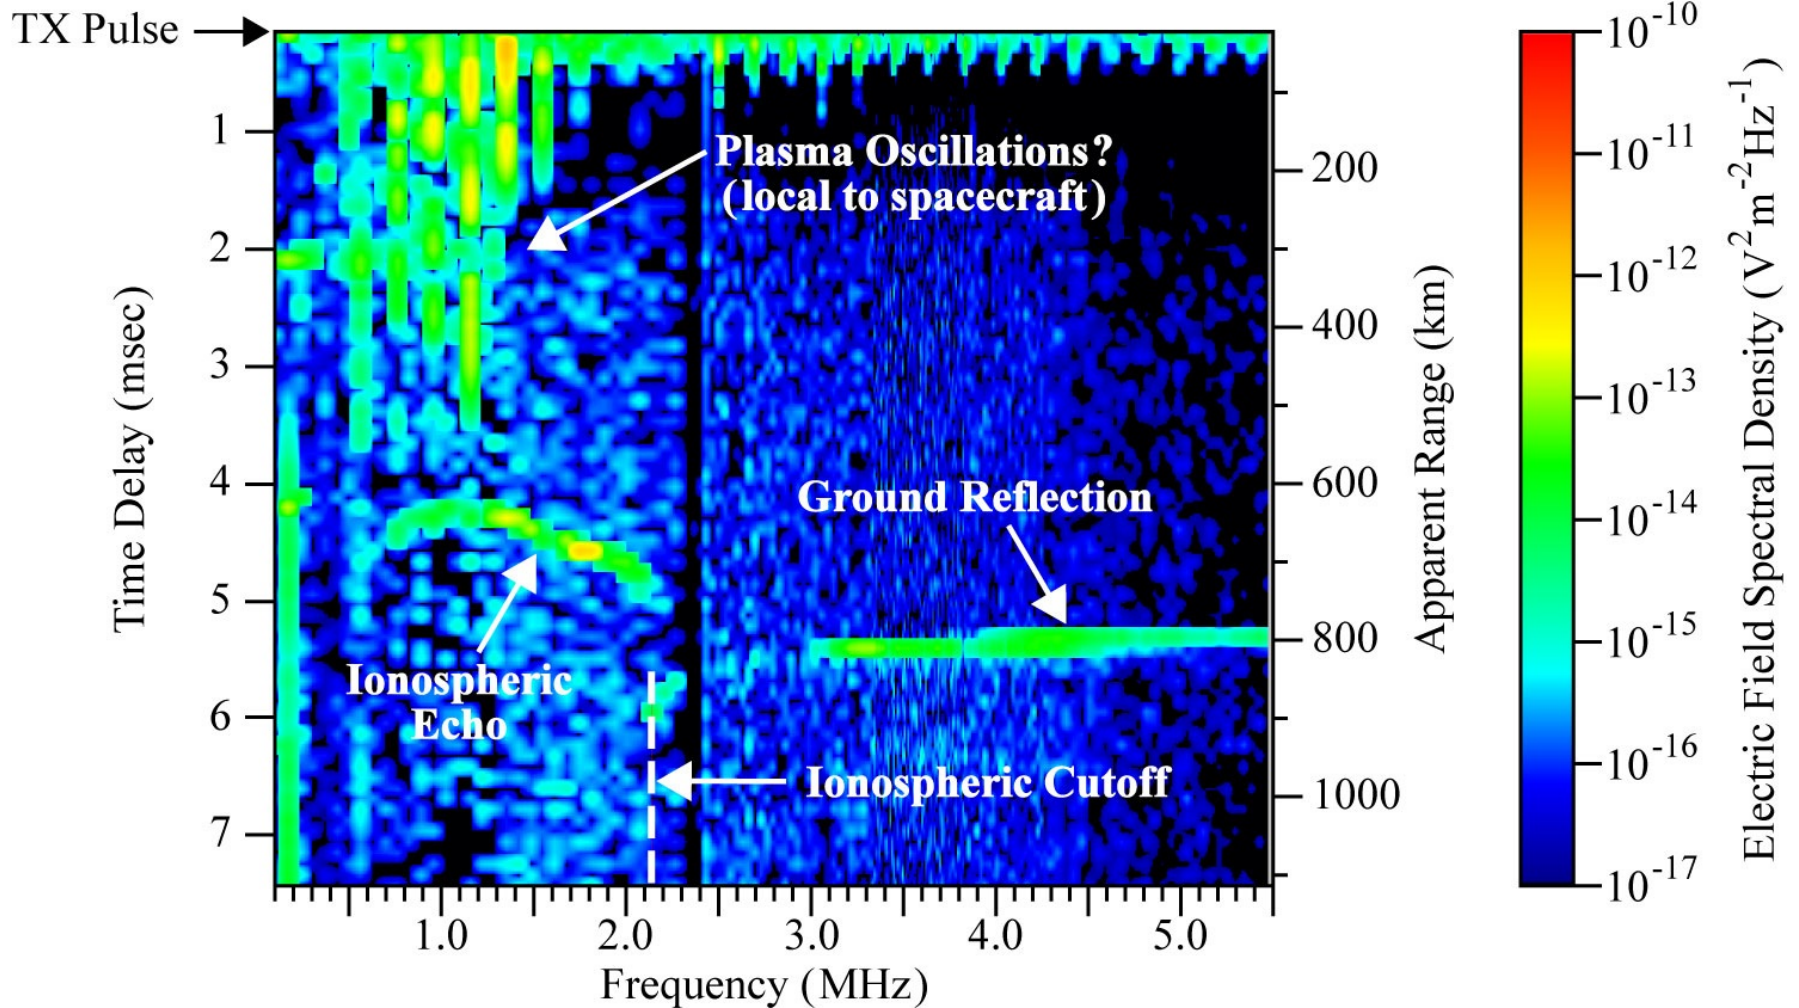 TX Pulse
Plasma Oscillations?
(local to spacecraft)
Ground Reflection
Ionospheric
Echo
Ionospheric Cutoff
Time Delay (msec)
1
2
3
4
5
6
7
1.0
2.0
3.0
4.0
5.0
Frequency (MHz)
200
400
600
800
1000
Apparent Range (km)
10⁻¹⁰
10⁻¹¹
10⁻¹²
10⁻¹³
10⁻¹⁴
10⁻¹⁵
10⁻¹⁶
10⁻¹⁷
Electric Field Spectral Density (V² m⁻² Hz⁻¹)